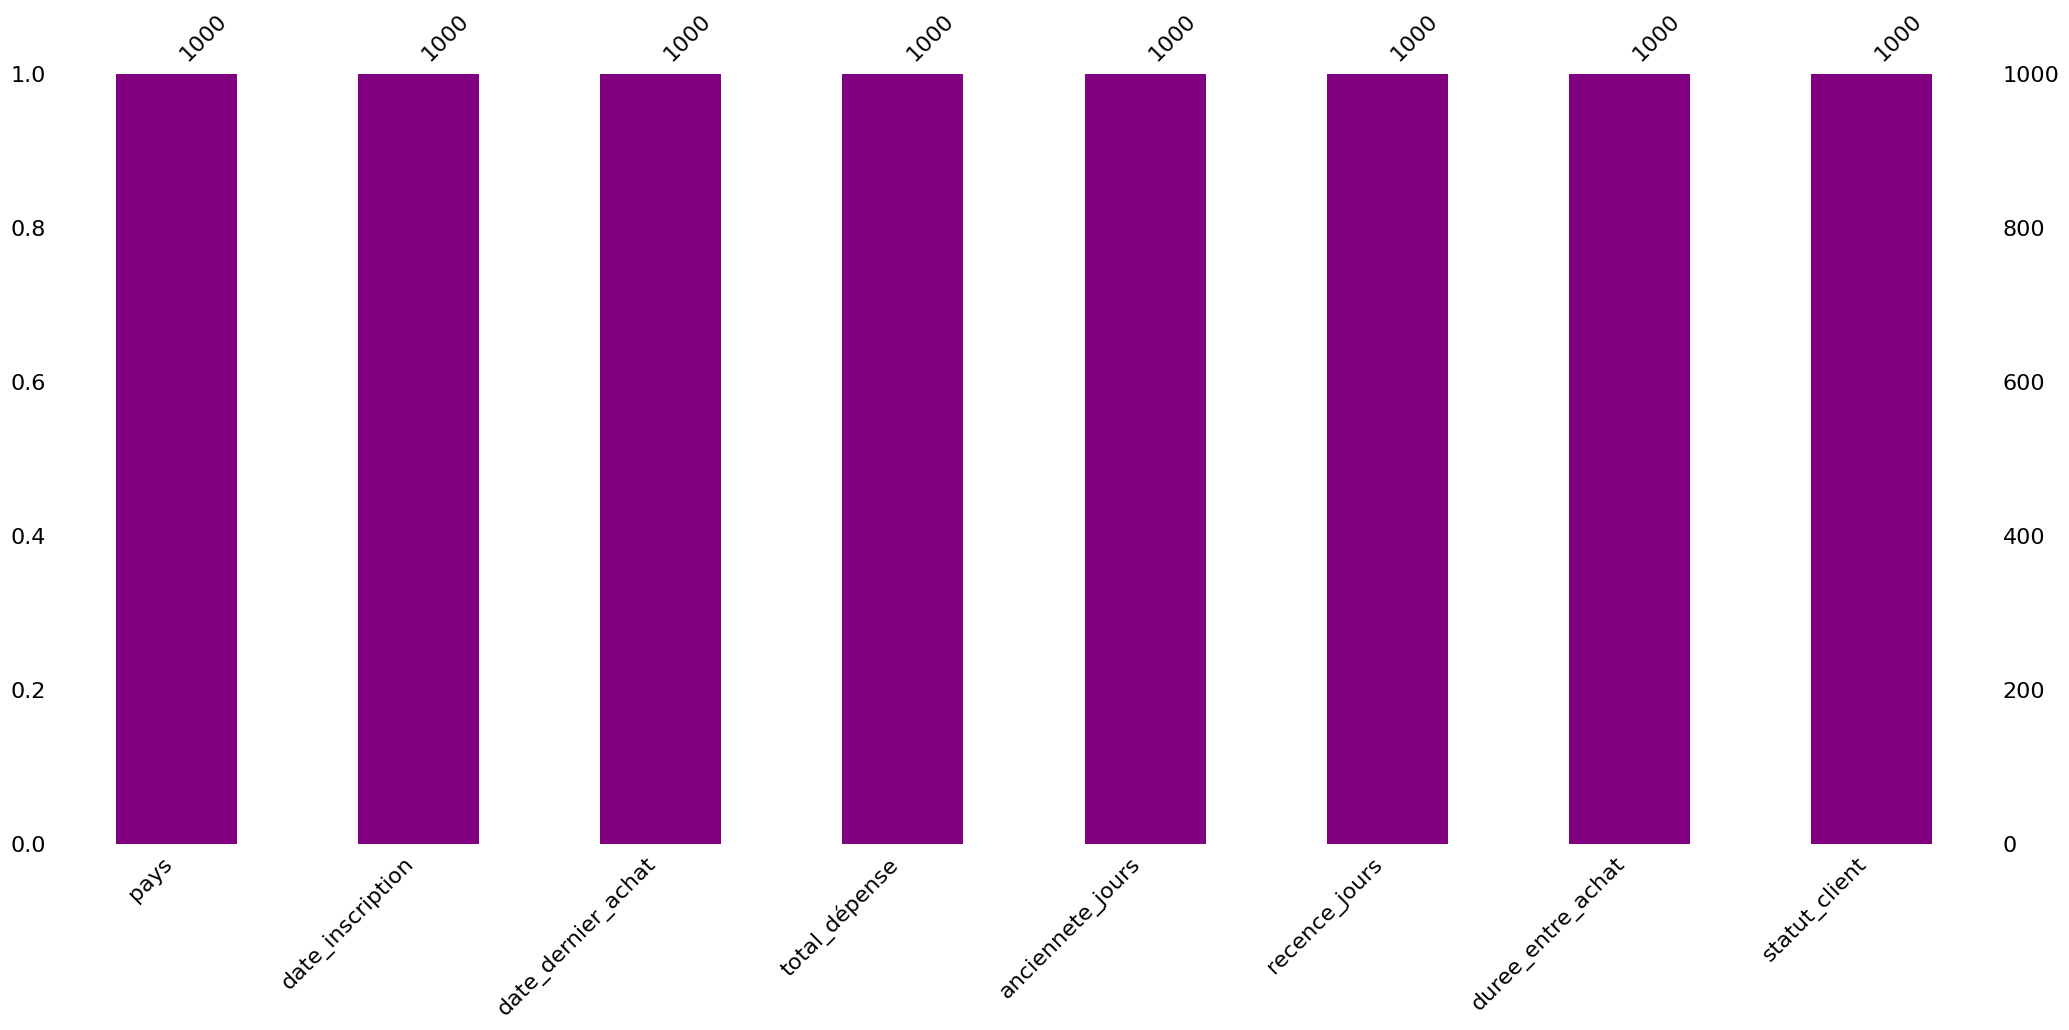 1000 1000 1000 1000 1000 1000 1000 1000
1.0 1000
0.8 800
0.6 600
0.4 400
0.2 200
0.0 0
pays
date_inscription
date_dernier_achat
total_dépense
anciennete_jours
recence_jours
duree_entre_achat
statut_client